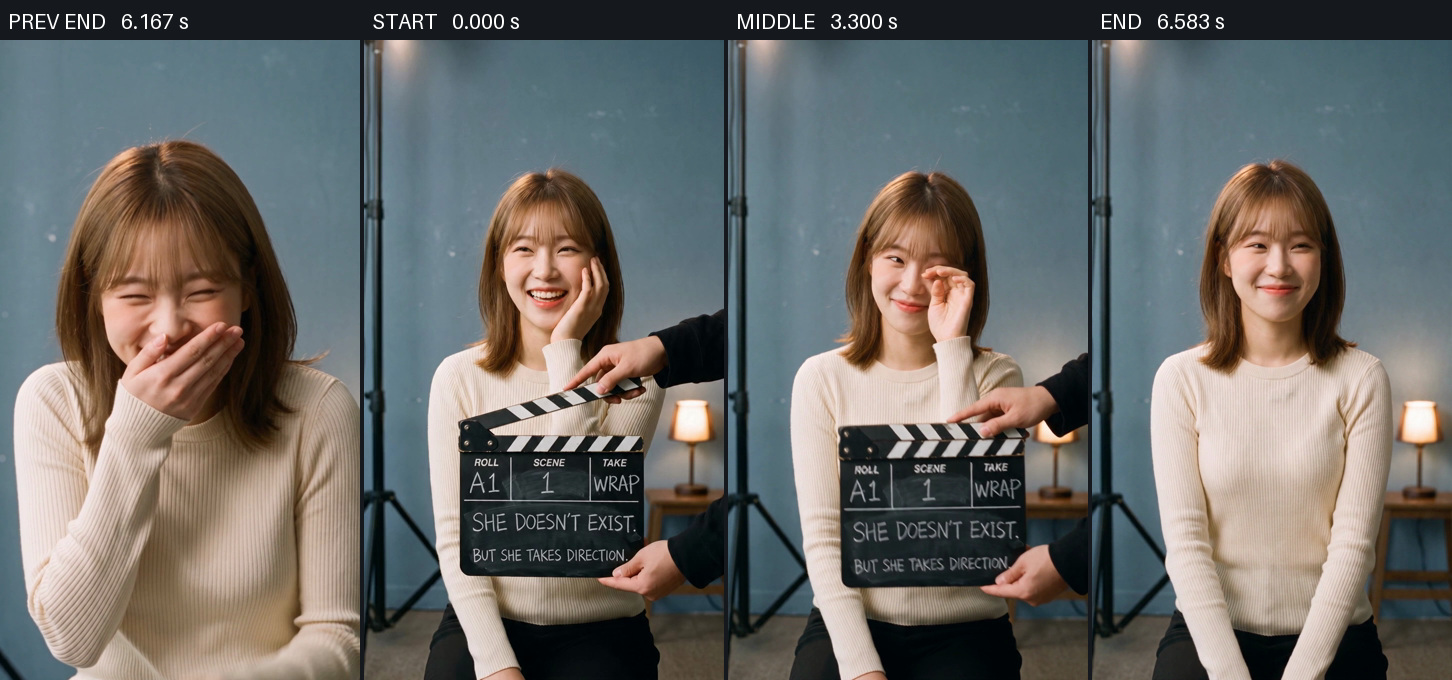 PREV END 6.167 s
START 0.000 s
MIDDLE 3.300 s
END 6.583 s
ROLL SCENE TAKE
A1 1 WRAP
SHE DOESN'T EXIST.
BUT SHE TAKES DIRECTION.
ROLL SCENE TAKE
A1 1 WRAP
SHE DOESN'T EXIST.
BUT SHE TAKES DIRECTION.